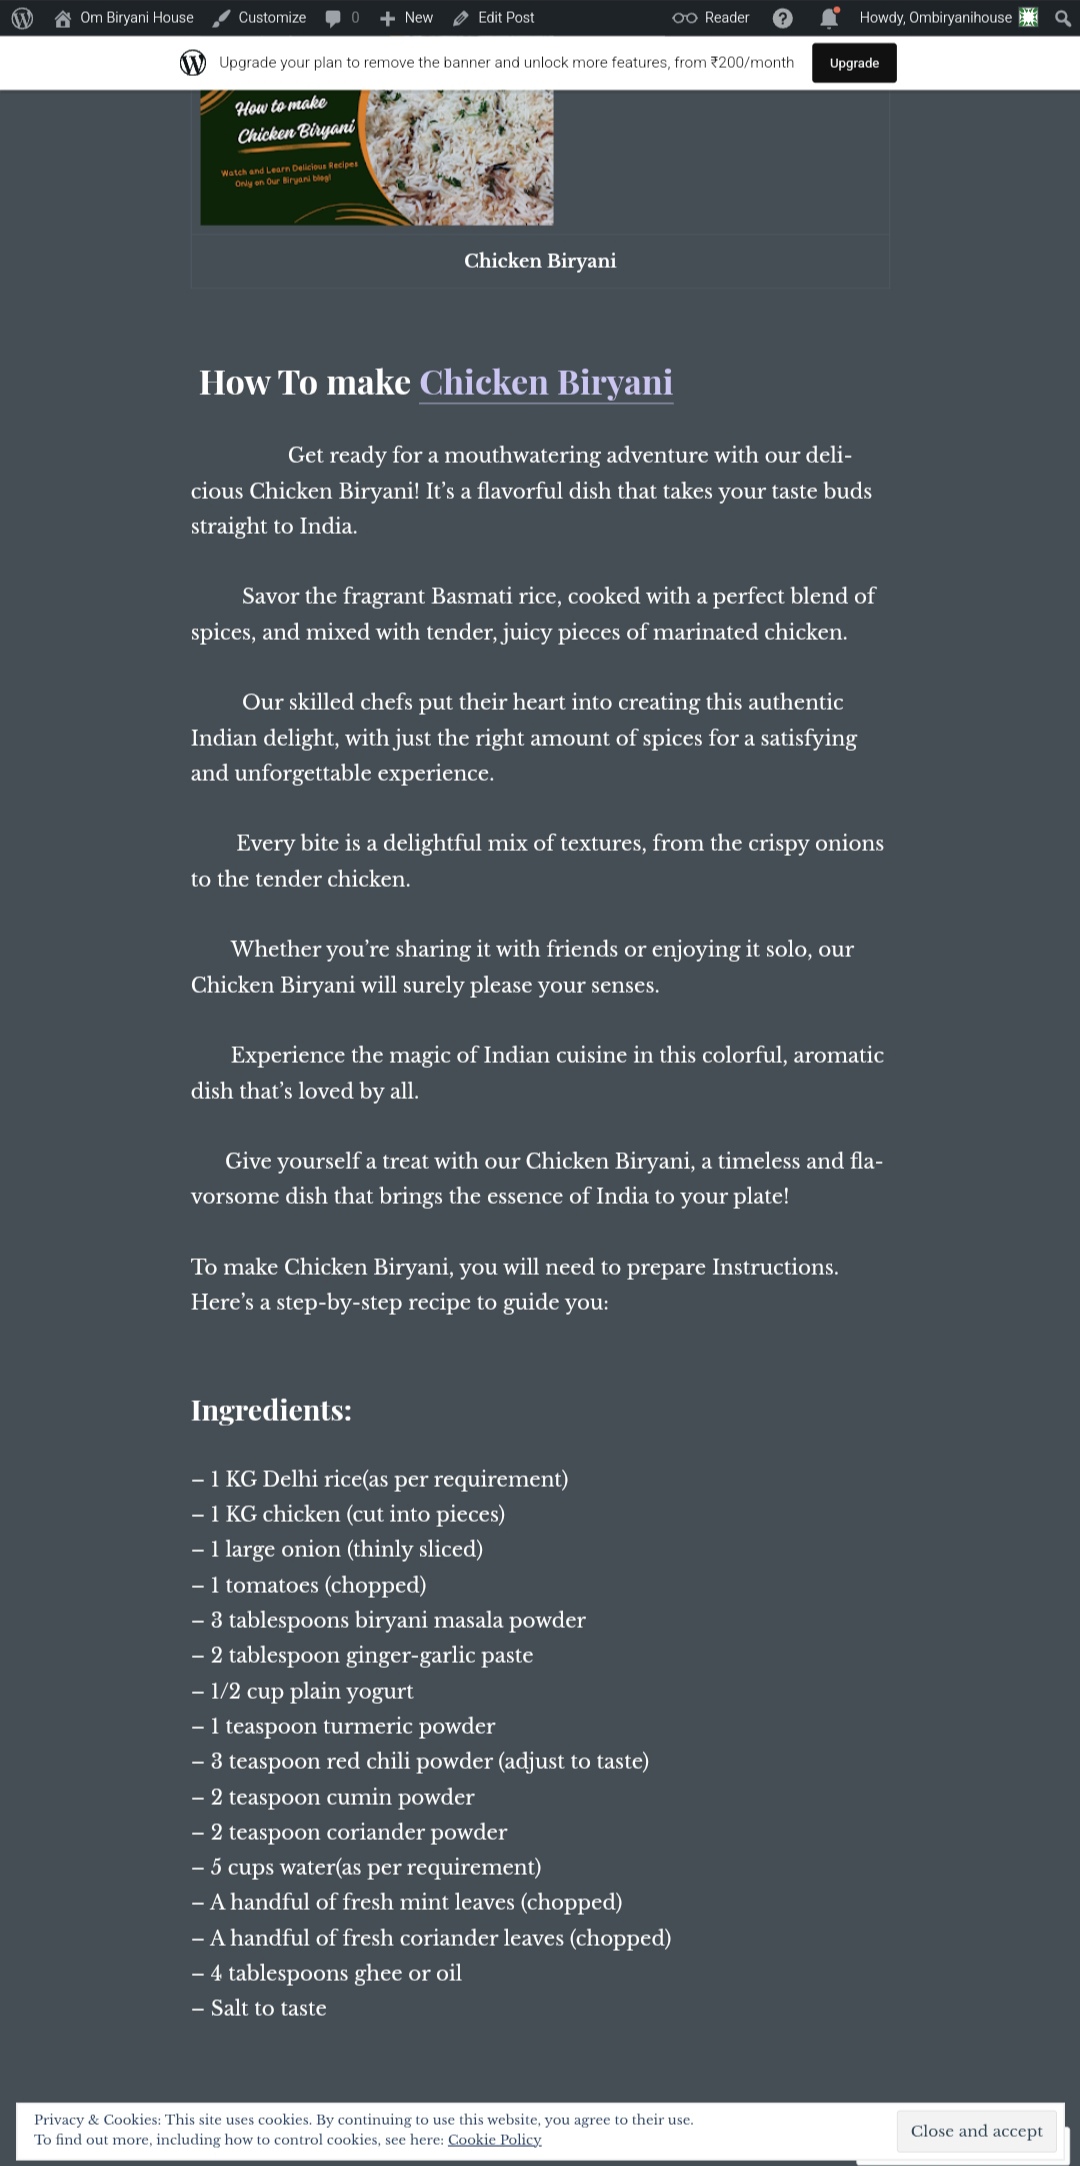 Om Biryani House Customize 0 New Edit Post Reader Howdy, Ombiryanihouse
Upgrade your plan to remove the banner and unlock more features, from ₹200/month Upgrade
How to make
Chicken Biryani
Watch and Learn Delicious Recipes
Only on Our Biryani blog!
Chicken Biryani
How To make Chicken Biryani
Get ready for a mouthwatering adventure with our deli-
cious Chicken Biryani! It’s a flavorful dish that takes your taste buds
straight to India.
Savor the fragrant Basmati rice, cooked with a perfect blend of
spices, and mixed with tender, juicy pieces of marinated chicken.
Our skilled chefs put their heart into creating this authentic
Indian delight, with just the right amount of spices for a satisfying
and unforgettable experience.
Every bite is a delightful mix of textures, from the crispy onions
to the tender chicken.
Whether you’re sharing it with friends or enjoying it solo, our
Chicken Biryani will surely please your senses.
Experience the magic of Indian cuisine in this colorful, aromatic
dish that’s loved by all.
Give yourself a treat with our Chicken Biryani, a timeless and fla-
vorsome dish that brings the essence of India to your plate!
To make Chicken Biryani, you will need to prepare Instructions.
Here’s a step-by-step recipe to guide you:
Ingredients:
– 1 KG Delhi rice(as per requirement)
– 1 KG chicken (cut into pieces)
– 1 large onion (thinly sliced)
– 1 tomatoes (chopped)
– 3 tablespoons biryani masala powder
– 2 tablespoon ginger-garlic paste
– 1/2 cup plain yogurt
– 1 teaspoon turmeric powder
– 3 teaspoon red chili powder (adjust to taste)
– 2 teaspoon cumin powder
– 2 teaspoon coriander powder
– 5 cups water(as per requirement)
– A handful of fresh mint leaves (chopped)
– A handful of fresh coriander leaves (chopped)
– 4 tablespoons ghee or oil
– Salt to taste
Privacy & Cookies: This site uses cookies. By continuing to use this website, you agree to their use.
To find out more, including how to control cookies, see here: Cookie Policy
Close and accept